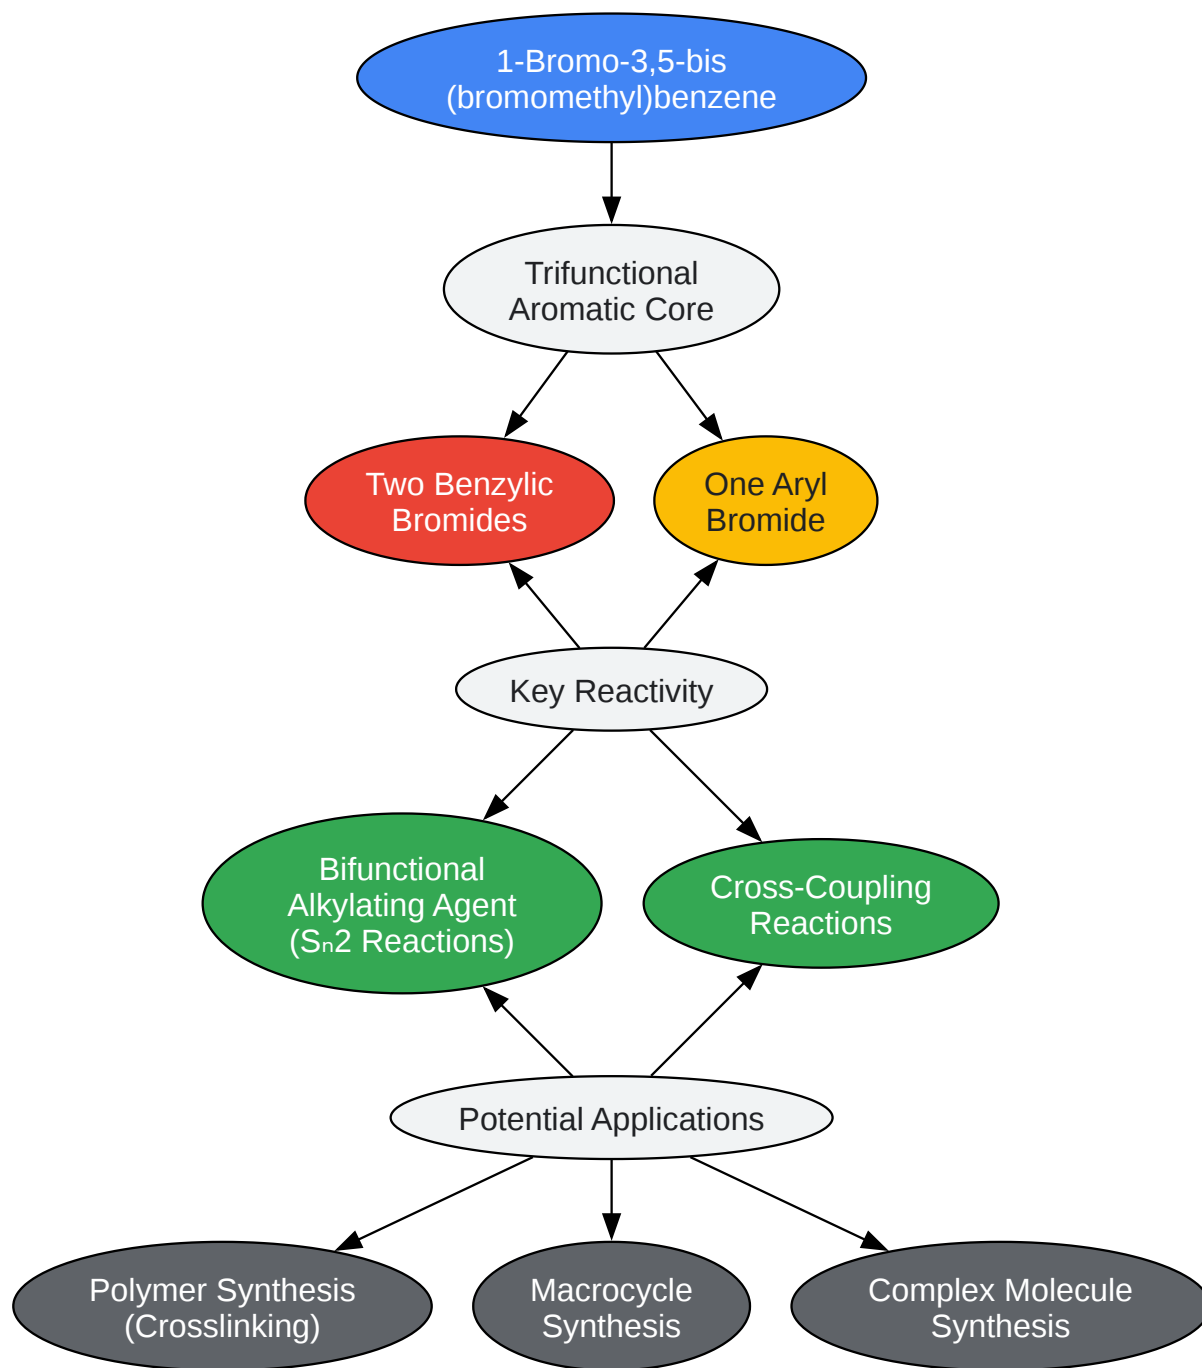 1-Bromo-3,5-bis
(bromomethyl)benzene
Trifunctional
Aromatic Core
Two Benzylic
Bromides
One Aryl
Bromide
Key Reactivity
Bifunctional
Alkylating Agent
(Sₙ2 Reactions)
Cross-Coupling
Reactions
Potential Applications
Polymer Synthesis
(Crosslinking)
Macrocycle
Synthesis
Complex Molecule
Synthesis